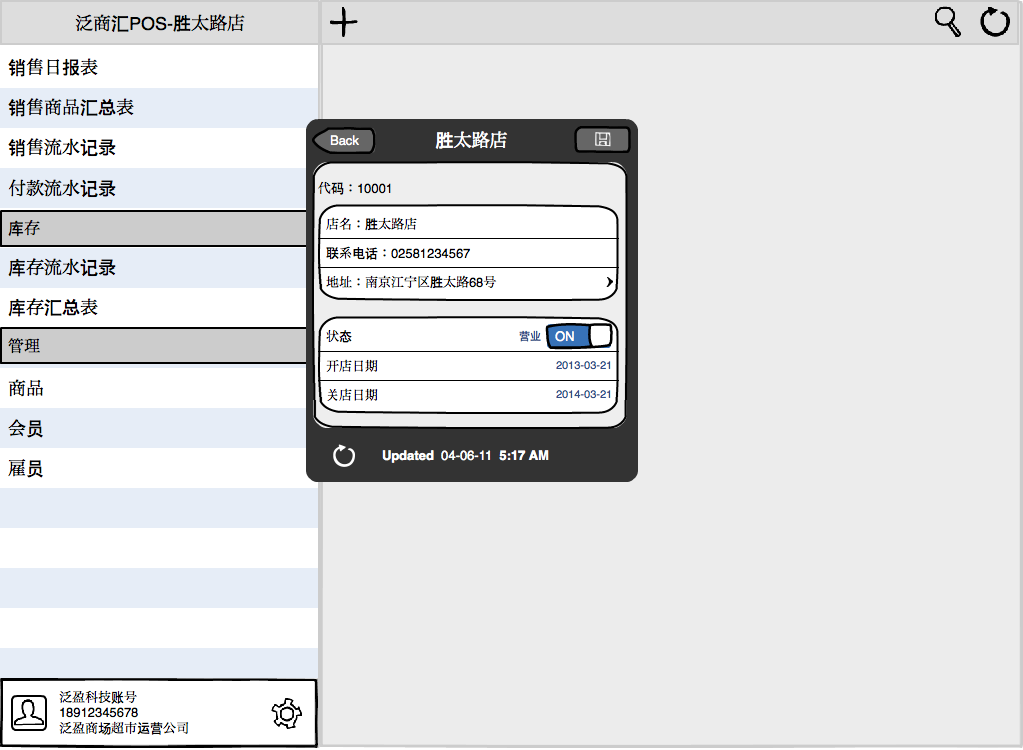 泛商汇POS-胜太路店
销售日报表
销售商品汇总表
销售流水记录
付款流水记录
库存
库存流水记录
库存汇总表
管理
商品
会员
雇员
泛盈科技账号
18912345678
泛盈商场超市运营公司
Back
胜太路店
代码：10001
店名：胜太路店
联系电话：02581234567
地址：南京江宁区胜太路68号
状态 营业 ON
开店日期 2013-03-21
关店日期 2014-03-21
Updated 04-06-11 5:17 AM